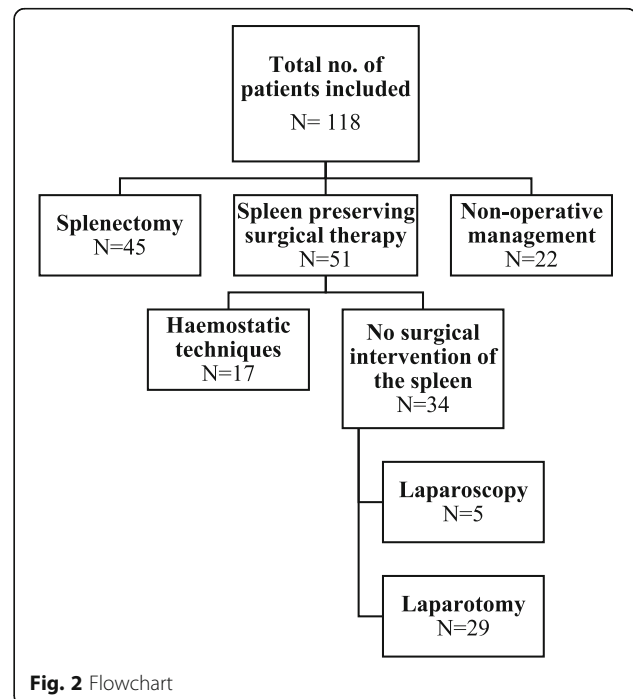 Total no. of
patients included
N= 118
Splenectomy
N=45
Spleen preserving
surgical therapy
N=51
Non-operative
management
N=22
Haemostatic
techniques
N=17
No surgical
intervention of
the spleen
N=34
Laparoscopy
N=5
Laparotomy
N=29
Fig. 2 Flowchart